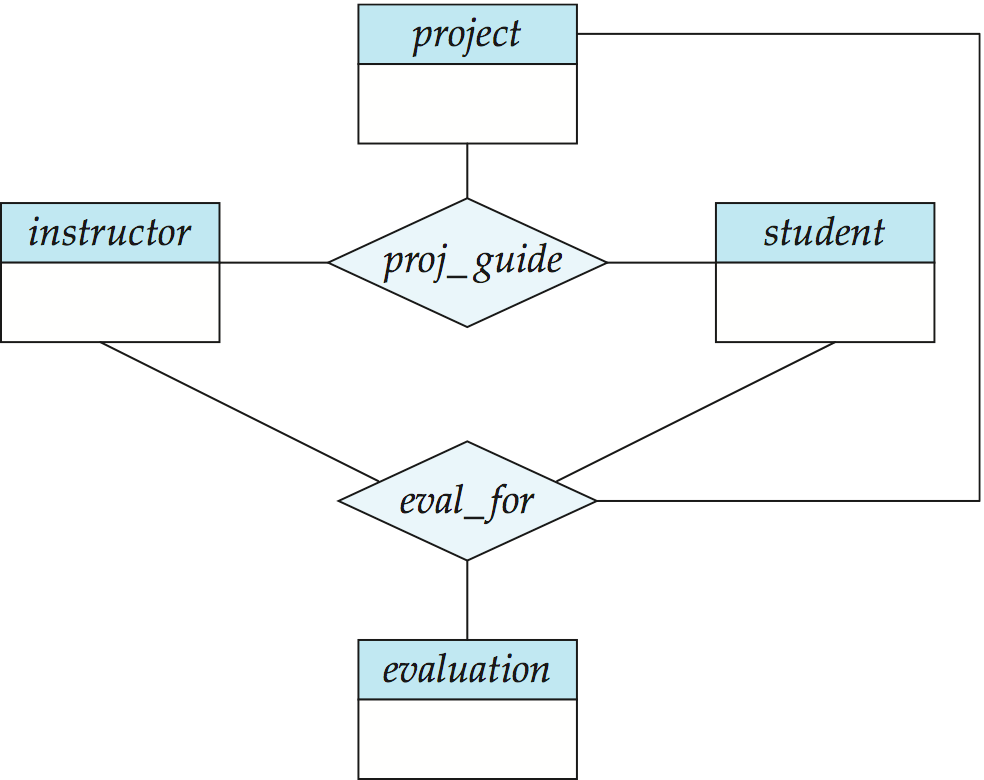 project
instructor
proj_guide
student
eval_for
evaluation